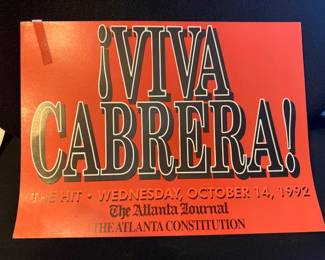 ¡VIVA
CABRERA!
THE HIT • WEDNESDAY, OCTOBER 14, 1992
The Atlanta Journal
THE ATLANTA CONSTITUTION